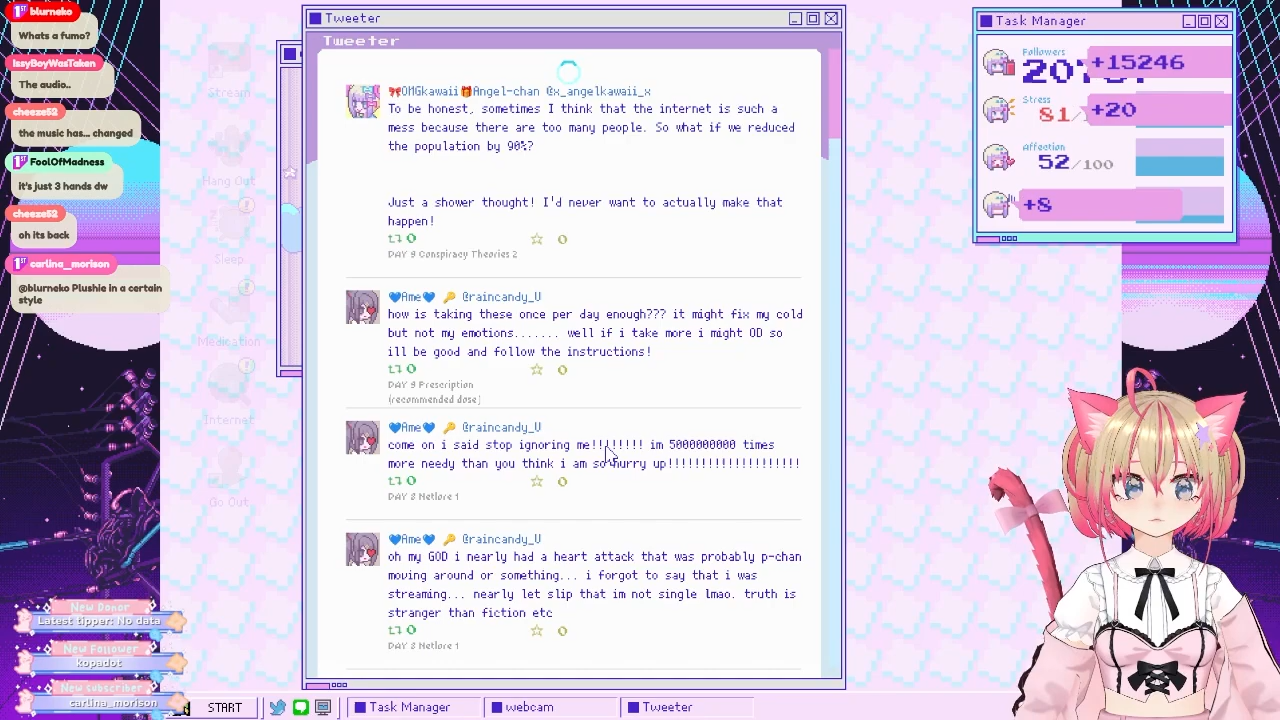 blurneko
Whats a fumo?
IssyBoyWasTaken
The audio..
cheeze52
the music has... changed
FoolOfMadness
it's just 3 hands dw
cheeze52
oh its back
carlina_morison
@blurneko Plushie in a certain
style
Stream
Hang Out
Sleep
Medication
Internet
Go Out
Tweeter
Tweeter
OMGkawaii Angel-chan @x_angelkawaii_x
To be honest, sometimes I think that the internet is such a
mess because there are too many people. So what if we reduced
the population by 90%?
Just a shower thought! I'd never want to actually make that
happen!
0 0
DAY 9 Conspiracy Theories 2
Ame @raincandy_U
how is taking these once per day enough??? it might fix my cold
but not my emotions....... well if i take more i might OD so
ill be good and follow the instructions!
0 0
DAY 9 Prescription
(recommended dose)
Ame @raincandy_U
come on i said stop ignoring me!!!!!!!! im 5000000000 times
more needy than you think i am so hurry up!!!!!!!!!!!!!!!!!!!!
0 0
DAY 8 Netlore 1
Ame @raincandy_U
oh my GOD i nearly had a heart attack that was probably p-chan
moving around or something... i forgot to say that i was
streaming... nearly let slip that im not single lmao. truth is
stranger than fiction etc
0 0
DAY 8 Netlore 1
Task Manager
Followers
+15246
Stress
81/
+20
Affection
52/100
+8
New Donor
Latest tipper: No data
New Follower
kopadot
New subscriber
carlina_morison
START
Task Manager
webcam
Tweeter